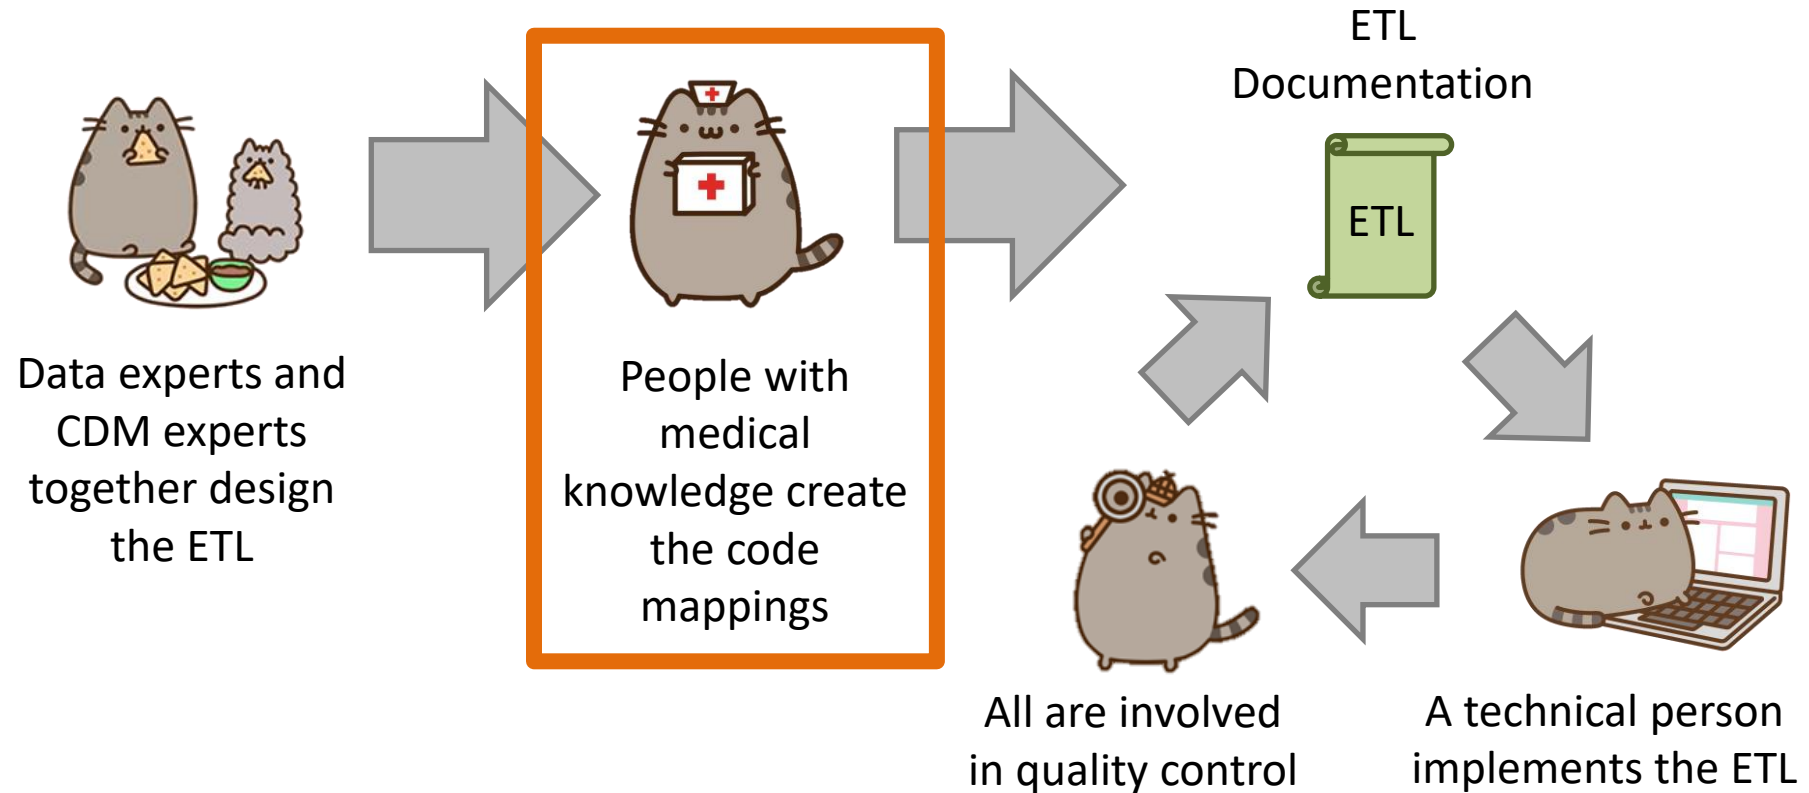 Data experts and
CDM experts
together design
the ETL
People with
medical
knowledge create
the code
mappings
ETL
Documentation
ETL
A technical person
implements the ETL
All are involved
in quality control